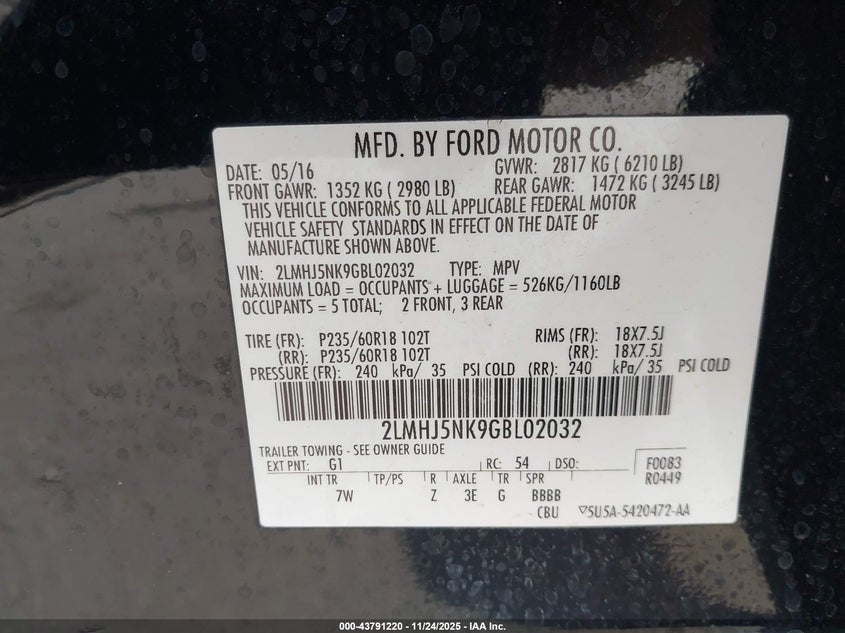 MFD. BY FORD MOTOR CO.
DATE: 05/16 GVWR: 2817 KG ( 6210 LB)
FRONT GAWR: 1352 KG ( 2980 LB) REAR GAWR: 1472 KG ( 3245 LB)
THIS VEHICLE CONFORMS TO ALL APPLICABLE FEDERAL MOTOR
VEHICLE SAFETY STANDARDS IN EFFECT ON THE DATE OF
MANUFACTURE SHOWN ABOVE.
VIN: 2LMHJ5NK9GBL02032 TYPE: MPV
MAXIMUM LOAD = OCCUPANTS + LUGGAGE = 526KG/1160LB
OCCUPANTS = 5 TOTAL; 2 FRONT, 3 REAR
TIRE (FR): P235/60R18 102T RIMS (FR): 18X7.5J
(RR): P235/60R18 102T (RR): 18X7.5J
PRESSURE (FR): 240 kPa/ 35 PSI COLD (RR): 240 kPa/ 35 PSI COLD
2LMHJ5NK9GBL02032
TRAILER TOWING - SEE OWNER GUIDE
EXT PNT: G1 RC: 54 DSO: F0083
INT TR TP/PS R AXLE TR SPR R0449
7W Z 3E G BBBB
CBU ▽5U5A-5420472-AA
000-43791220 - 11/24/2025 - IAA Inc.